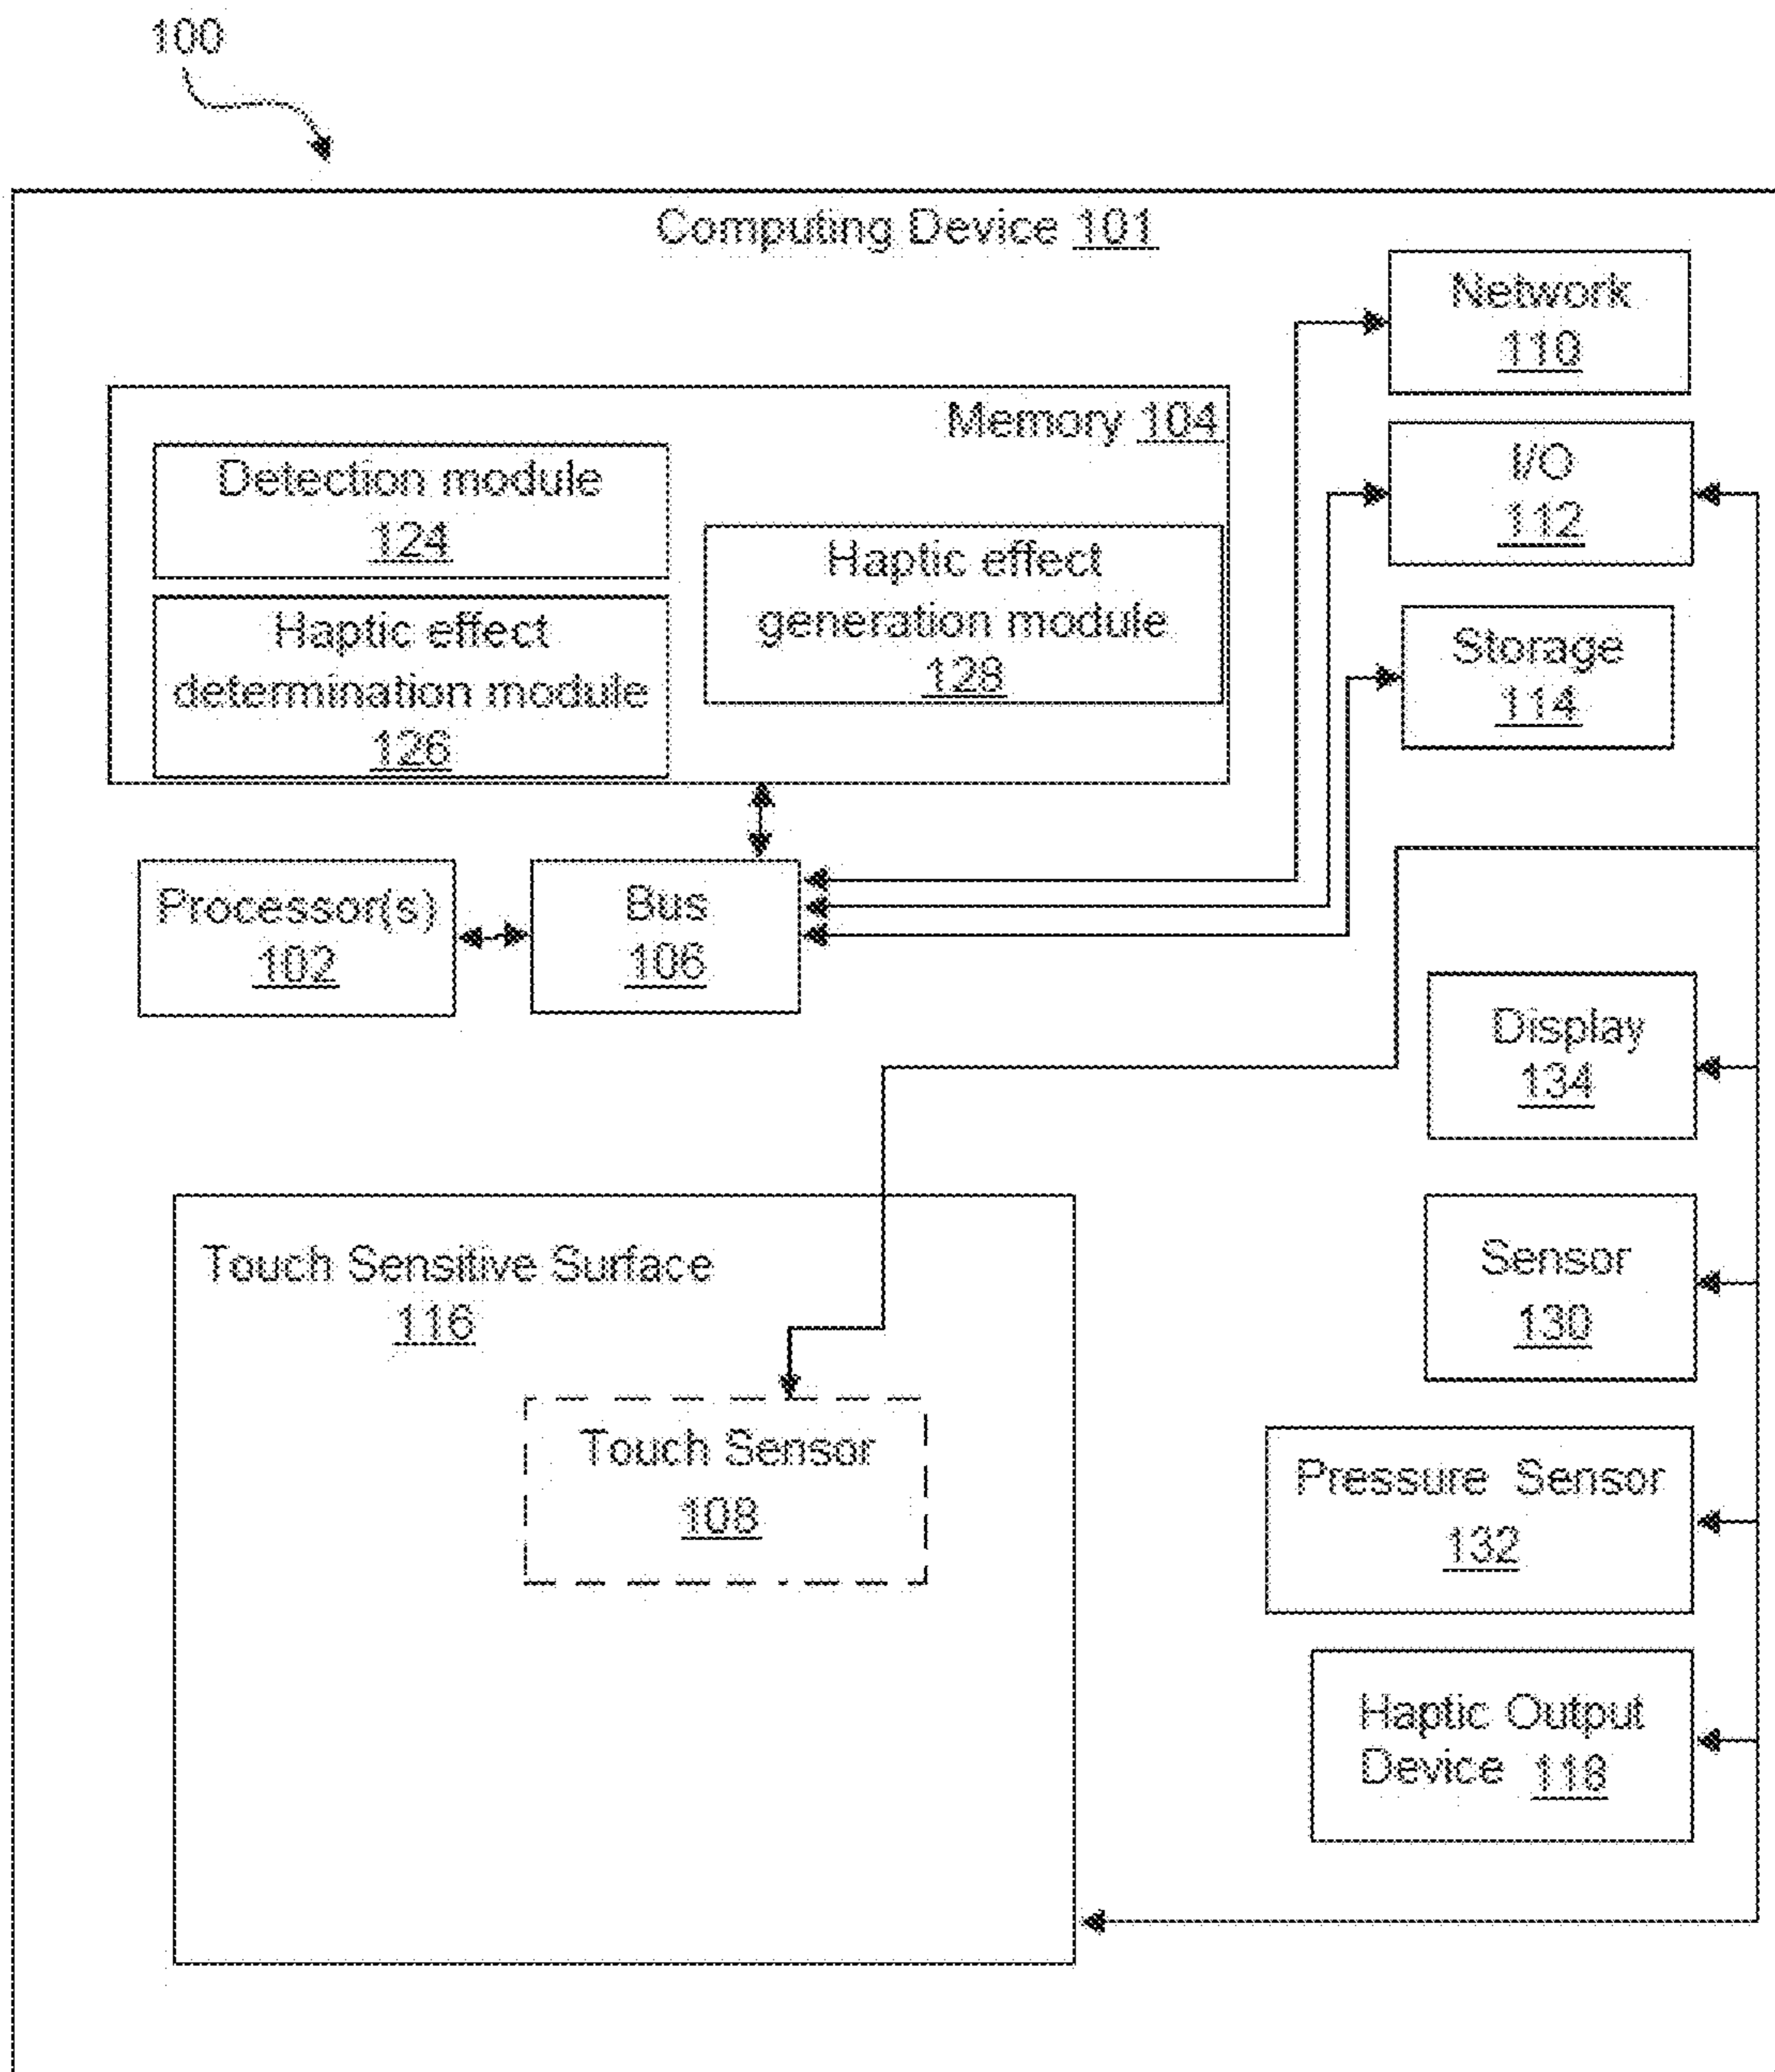 100
Computing Device 101
Network
110
Memory 104
I/O
112
Detection module
124
Haptic effect
generation module
128
Haptic effect
determination module
126
Storage
114
Processor(s)
102
Bus
106
Display
134
Touch Sensitive Surface
116
Sensor
130
Touch Sensor
108
Pressure Sensor
132
Haptic Output
Device 118